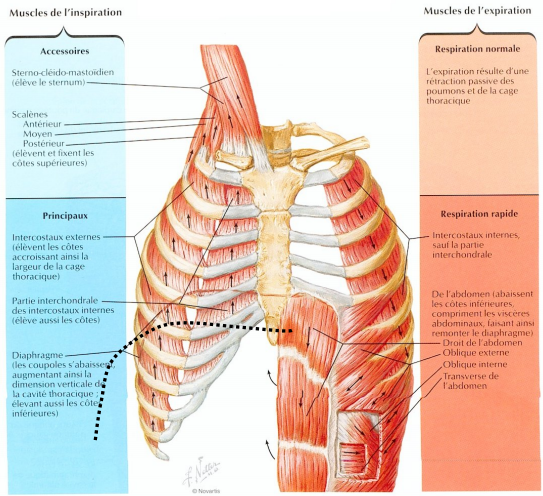 Muscles de l'inspiration
Accessoires
Sterno-cléido-mastoïdien
(élève le sternum)
Scalènes
Antérieur
Moyen
Postérieur
(élèvent et fixent les
côtes supérieures)
Principaux
Intercostaux externes
(élèvent les côtes
accroissant ainsi la
largeur de la cage
thoracique)
Partie interchondrale
des intercostaux internes
(élève aussi les côtes)
Diaphragme
(les coupoles s'abaissent,
augmentant ainsi la
dimension verticale de
la cavité thoracique ;
élevant aussi les côtes
inférieures)
Muscles de l'expiration
Respiration normale
L'expiration résulte d'une
rétraction passive des
poumons et de la cage
thoracique
Respiration rapide
Intercostaux internes,
sauf la partie
interchondrale
De l'abdomen (abaissent
les côtes inférieures,
compriment les viscères
abdominaux, faisant ainsi
remonter le diaphragme)
Droit de l'abdomen
Oblique externe
Oblique interne
Transverse de
l'abdomen
© Novartis